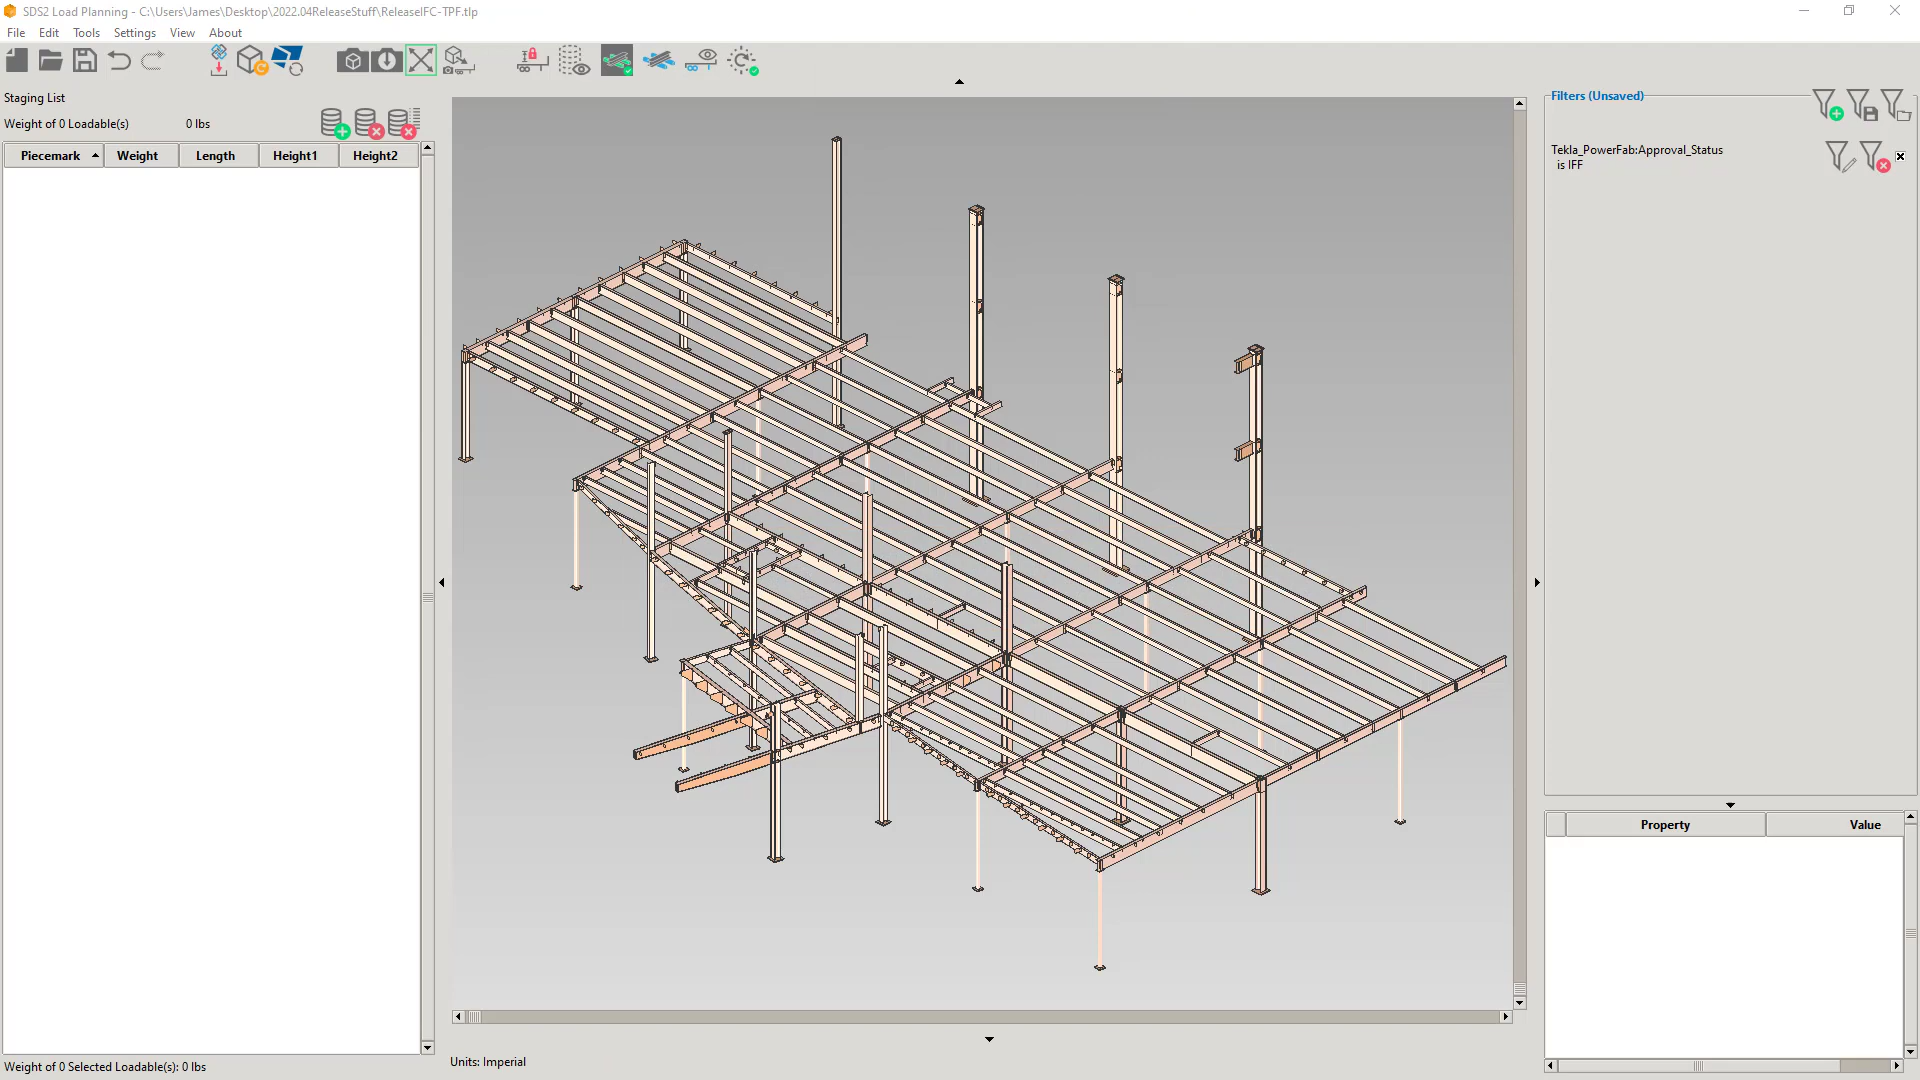 SDS2 Load Planning - C:\Users\James\Desktop\2022.04ReleaseStuff\ReleaseIFC-TPF.tlp
File Edit Tools Settings View About
Staging List
Weight of 0 Loadable(s) 0 lbs
Piecemark Weight Length Height1 Height2
Weight of 0 Selected Loadable(s): 0 lbs
Units: Imperial
Filters (Unsaved)
Tekla_PowerFab:Approval_Status
is IFF
Property Value